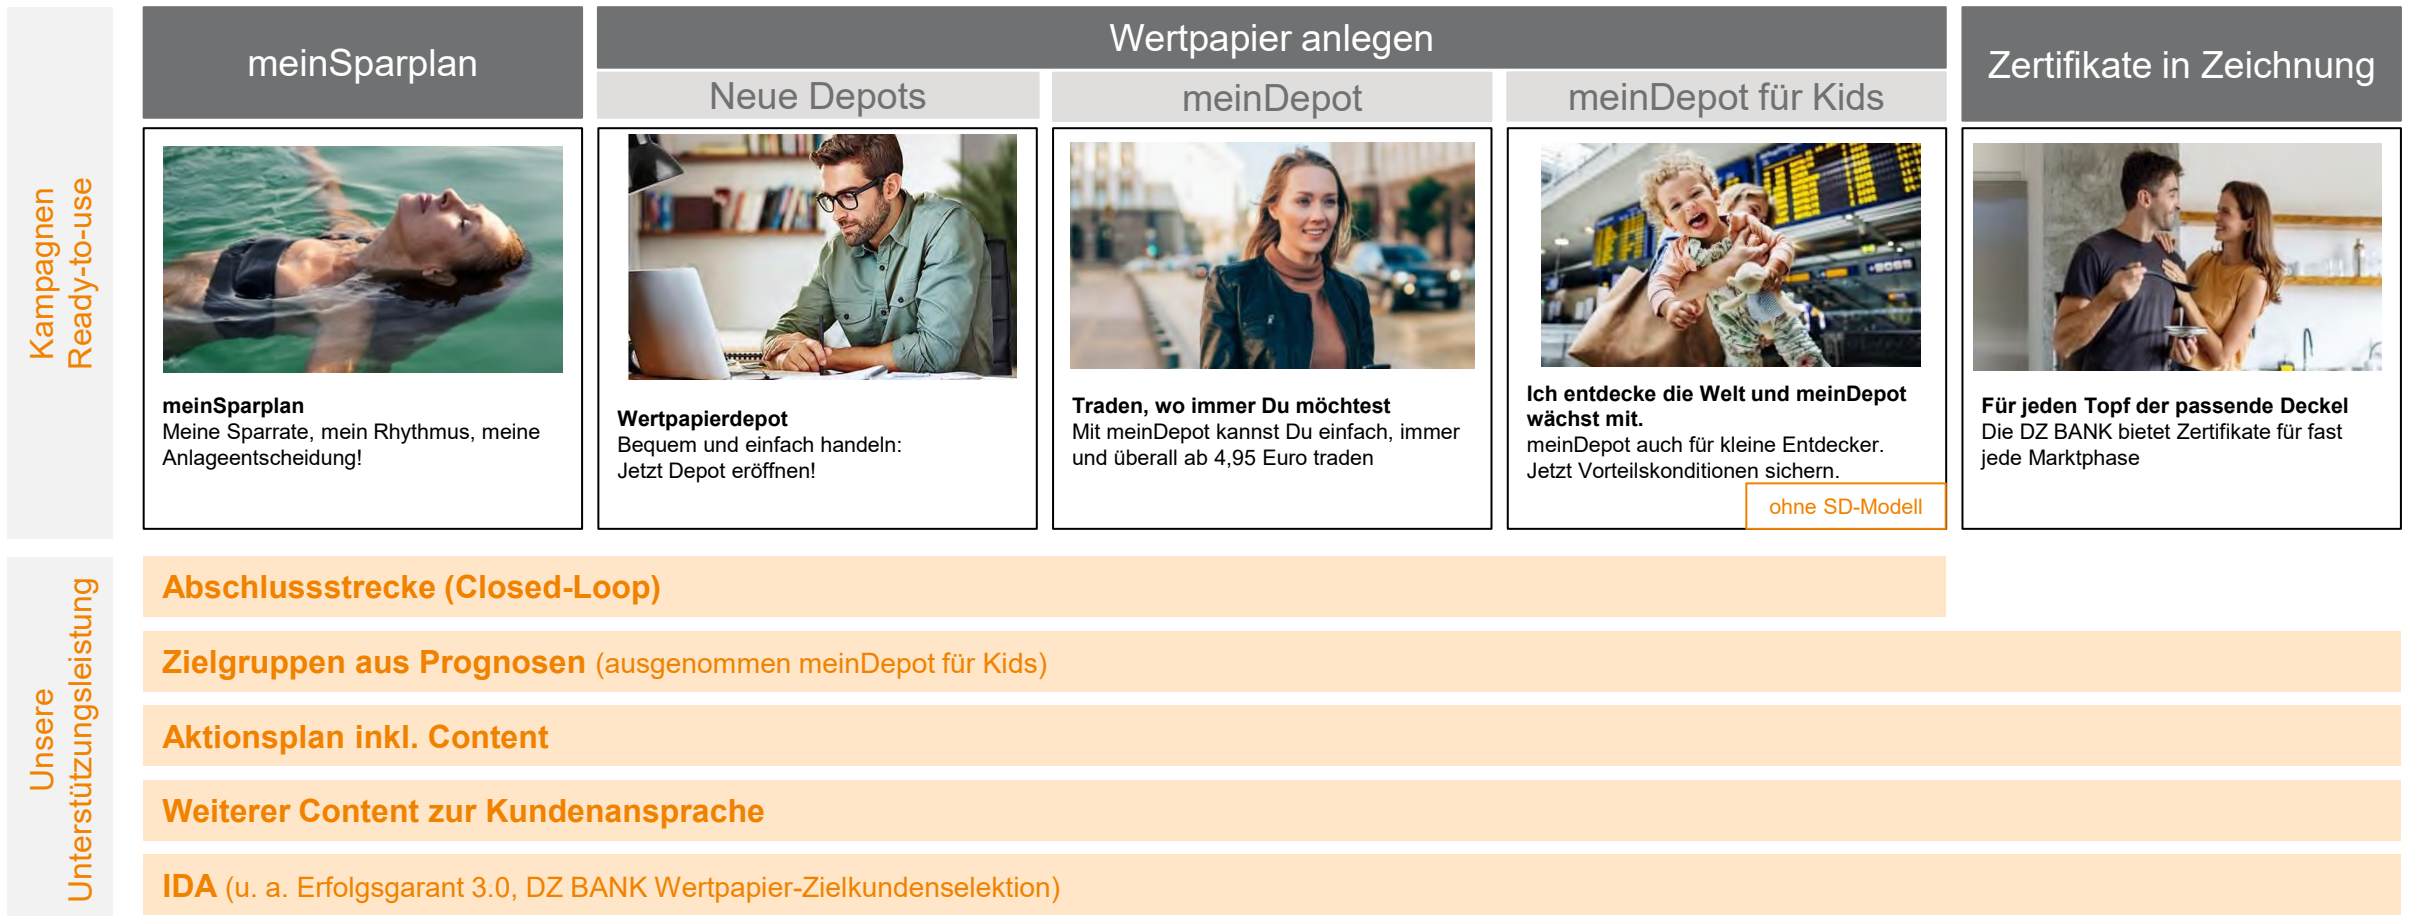 Kampagnen
Ready-to-use
meinSparplan
Wertpapier anlegen
Neue Depots
meinDepot
meinDepot für Kids
Zertifikate in Zeichnung
meinSparplan
Meine Sparrate, mein Rhythmus, meine
Anlageentscheidung!
Wertpapierdepot
Bequem und einfach handeln:
Jetzt Depot eröffnen!
Traden, wo immer Du möchtest
Mit meinDepot kannst Du einfach, immer
und überall ab 4,95 Euro traden
Ich entdecke die Welt und meinDepot
wächst mit.
meinDepot auch für kleine Entdecker.
Jetzt Vorteilskonditionen sichern.
ohne SD-Modell
Für jeden Topf der passende Deckel
Die DZ BANK bietet Zertifikate für fast
jede Marktphase
Unsere
Unterstützungsleistung
Abschlussstrecke (Closed-Loop)
Zielgruppen aus Prognosen (ausgenommen meinDepot für Kids)
Aktionsplan inkl. Content
Weiterer Content zur Kundenansprache
IDA (u. a. Erfolgsgarant 3.0, DZ BANK Wertpapier-Zielkundenselektion)